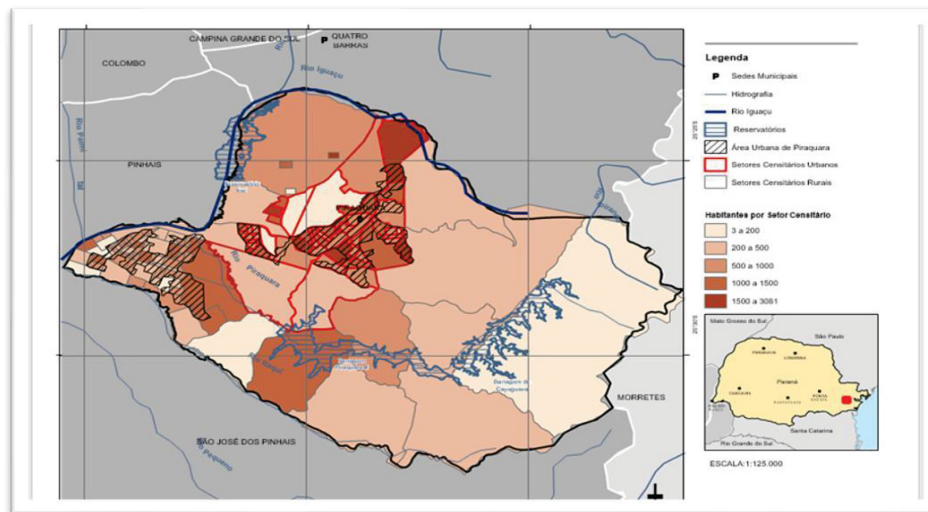 CAMPINA GRANDE DO SUL
QUATRO
BARRAS
P
COLOMBO
Rio Iguaçu
PINHAIS
PIRAQUARA
Rio Piraquara
MORRETES
SÃO JOSÉ DOS PINHAIS
Rio Pequeno
Legenda
P Sedes Municipais
Hidrografia
Rio Iguaçu
Reservatórios
Área Urbana de Piraquara
Setores Censitários Urbanos
Setores Censitários Rurais
Habitantes por Setor Censitário
3 a 200
200 a 500
500 a 1000
1000 a 1500
1500 a 3081
Mato Grosso do Sul
São Paulo
Paraná
Santa Catarina
Rio Grande do Sul
ESCALA:1:125.000